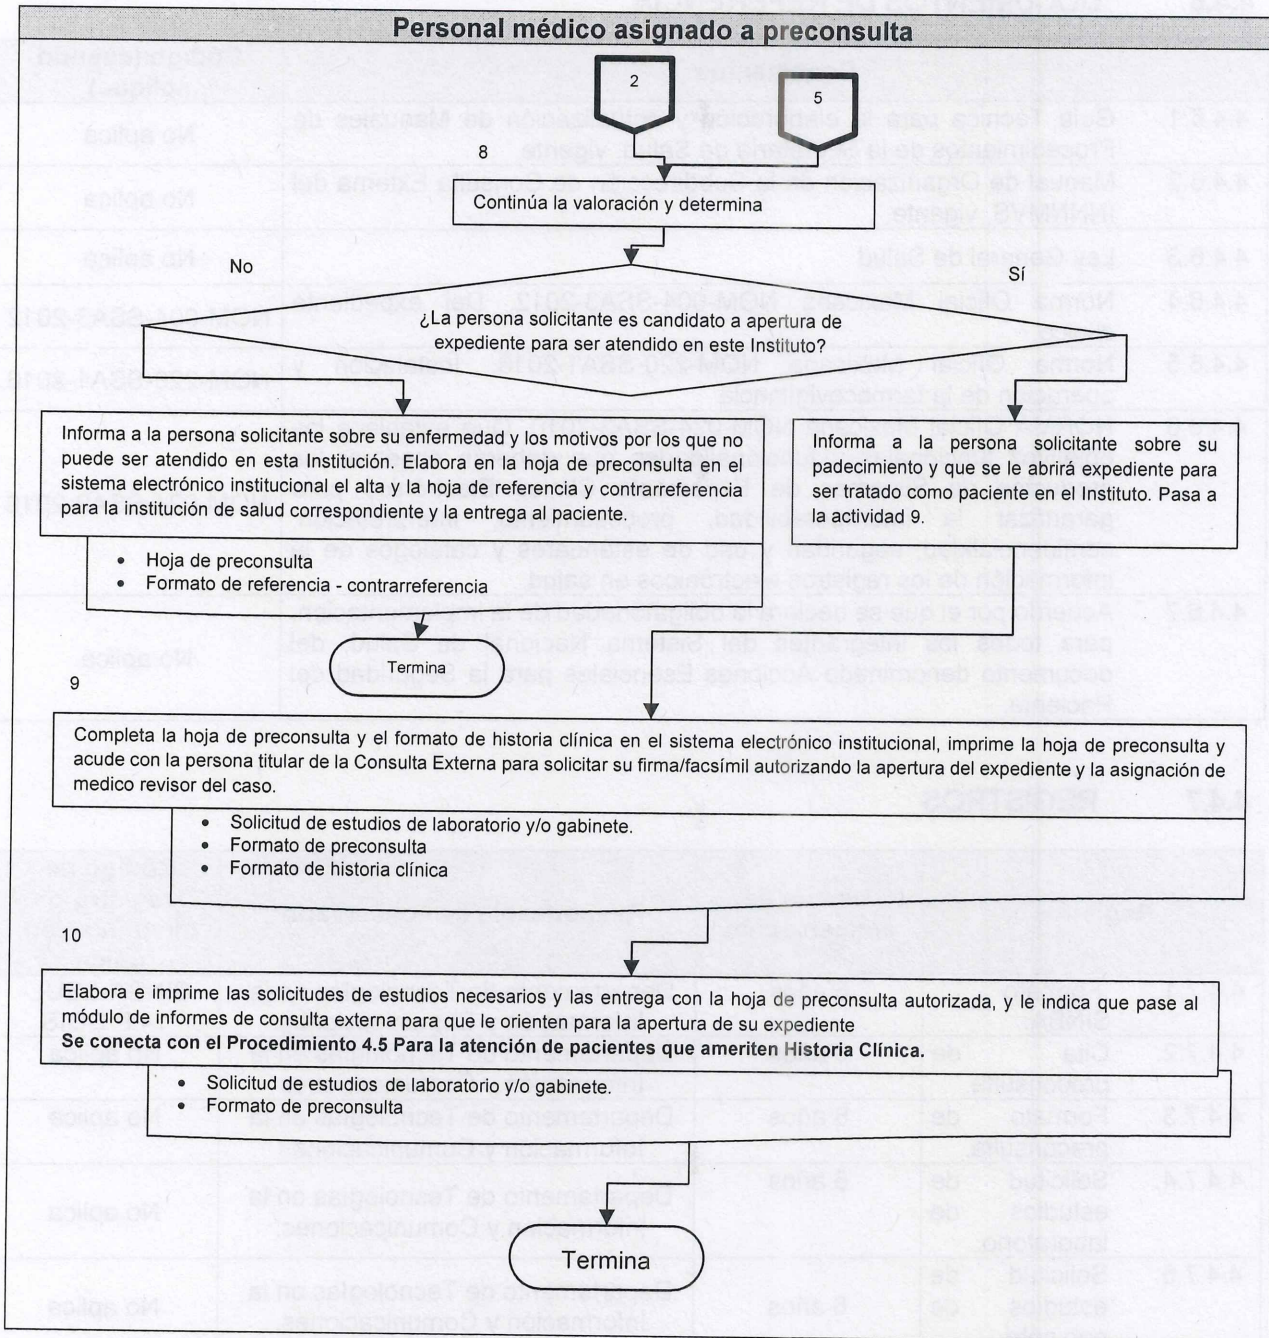 Personal médico asignado a preconsulta
2
5
8
Continúa la valoración y determina
No
Sí
¿La persona solicitante es candidato a apertura de
expediente para ser atendido en este Instituto?
Informa a la persona solicitante sobre su enfermedad y los motivos por los que no
puede ser atendido en esta Institución. Elabora en la hoja de preconsulta en el
sistema electrónico institucional el alta y la hoja de referencia y contrarreferencia
para la institución de salud correspondiente y la entrega al paciente.
• Hoja de preconsulta
• Formato de referencia - contrarreferencia
Termina
Informa a la persona solicitante sobre su
padecimiento y que se le abrirá expediente para
ser tratado como paciente en el Instituto. Pasa a
la actividad 9.
9
Completa la hoja de preconsulta y el formato de historia clínica en el sistema electrónico institucional, imprime la hoja de preconsulta y
acude con la persona titular de la Consulta Externa para solicitar su firma/facsímil autorizando la apertura del expediente y la asignación de
medico revisor del caso.
• Solicitud de estudios de laboratorio y/o gabinete.
• Formato de preconsulta
• Formato de historia clínica
10
Elabora e imprime las solicitudes de estudios necesarios y las entrega con la hoja de preconsulta autorizada, y le indica que pase al
módulo de informes de consulta externa para que le orienten para la apertura de su expediente
Se conecta con el Procedimiento 4.5 Para la atención de pacientes que ameriten Historia Clínica.
• Solicitud de estudios de laboratorio y/o gabinete.
• Formato de preconsulta
Termina